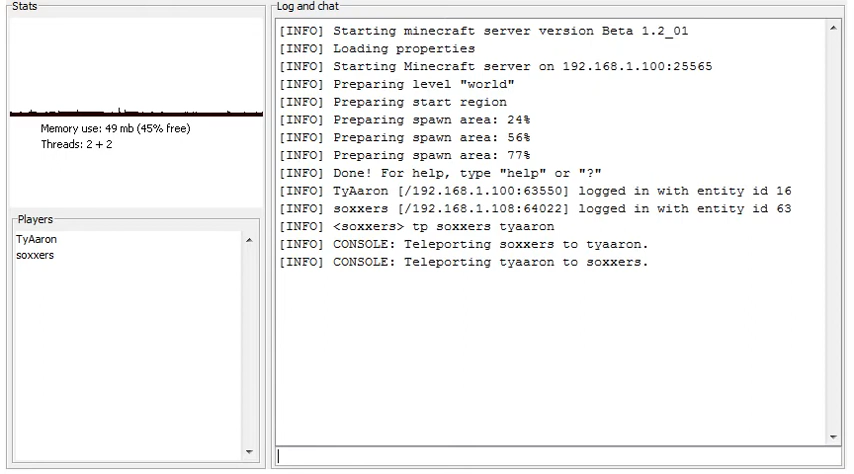 Stats
Memory use: 49 mb (45% free)
Threads: 2 + 2
Players
TyAaron
soxxers
Log and chat
[INFO] Starting minecraft server version Beta 1.2_01
[INFO] Loading properties
[INFO] Starting Minecraft server on 192.168.1.100:25565
[INFO] Preparing level "world"
[INFO] Preparing start region
[INFO] Preparing spawn area: 24%
[INFO] Preparing spawn area: 56%
[INFO] Preparing spawn area: 77%
[INFO] Done! For help, type "help" or "?"
[INFO] TyAaron [/192.168.1.100:63550] logged in with entity id 16
[INFO] soxxers [/192.168.1.108:64022] logged in with entity id 63
[INFO] <soxxers> tp soxxers tyaaron
[INFO] CONSOLE: Teleporting soxxers to tyaaron.
[INFO] CONSOLE: Teleporting tyaaron to soxxers.